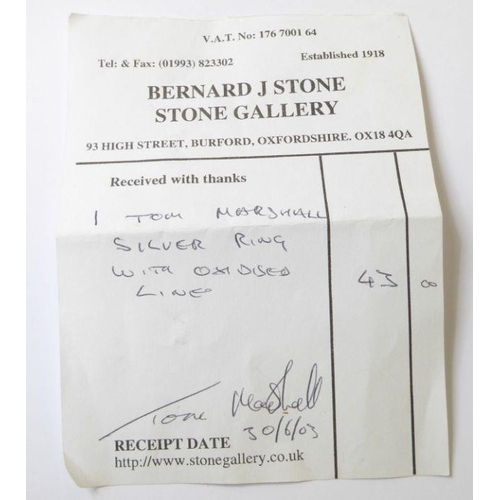 V.A.T. No: 176 7001 64
Tel: & Fax: (01993) 823302 Established 1918
BERNARD J STONE
STONE GALLERY
93 HIGH STREET, BURFORD, OXFORDSHIRE. OX18 4QA
Received with thanks
1 TOM MARSHALL
SILVER RING
WITH OXIDISED
LINES 43 00
Tom Marshall
30/6/03
RECEIPT DATE
http://www.stonegallery.co.uk